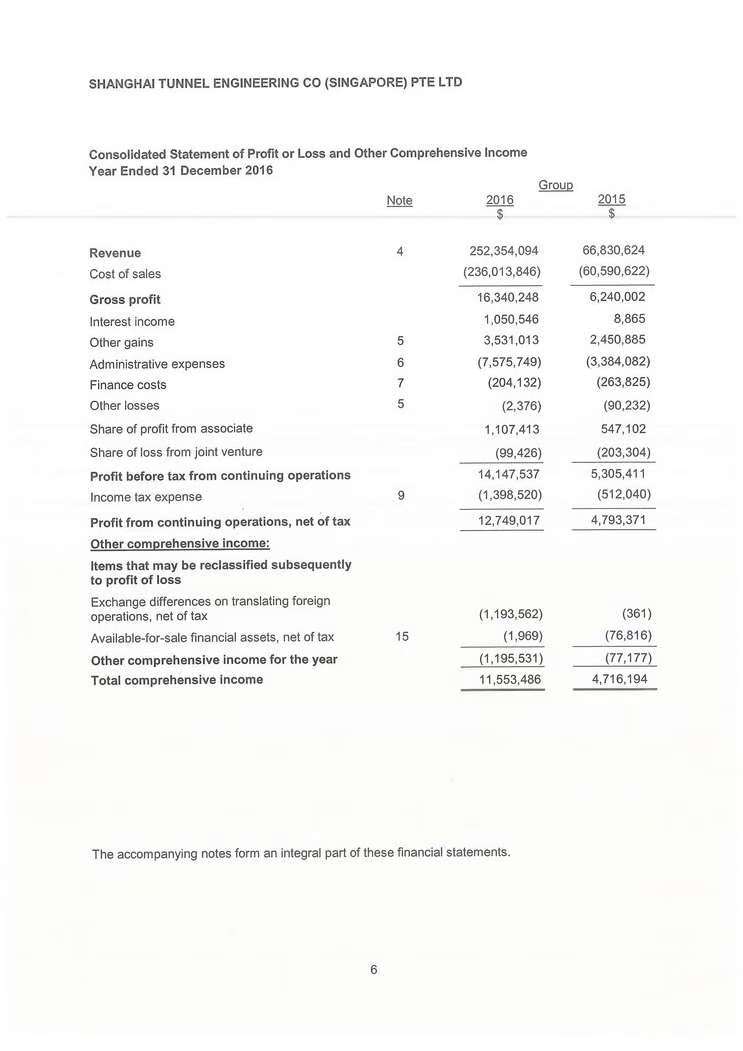 SHANGHAI TUNNEL ENGINEERING CO (SINGAPORE) PTE LTD
Consolidated Statement of Profit or Loss and Other Comprehensive Income
Year Ended 31 December 2016
Group
Note 2016 2015
$ $
Revenue 4 252,354,094 66,830,624
Cost of sales (236,013,846) (60,590,622)
Gross profit 16,340,248 6,240,002
Interest income 1,050,546 8,865
Other gains 5 3,531,013 2,450,885
Administrative expenses 6 (7,575,749) (3,384,082)
Finance costs 7 (204,132) (263,825)
Other losses 5 (2,376) (90,232)
Share of profit from associate 1,107,413 547,102
Share of loss from joint venture (99,426) (203,304)
Profit before tax from continuing operations 14,147,537 5,305,411
Income tax expense 9 (1,398,520) (512,040)
Profit from continuing operations, net of tax 12,749,017 4,793,371
Other comprehensive income:
Items that may be reclassified subsequently
to profit of loss
Exchange differences on translating foreign
operations, net of tax (1,193,562) (361)
Available-for-sale financial assets, net of tax 15 (1,969) (76,816)
Other comprehensive income for the year (1,195,531) (77,177)
Total comprehensive income 11,553,486 4,716,194
The accompanying notes form an integral part of these financial statements.
6